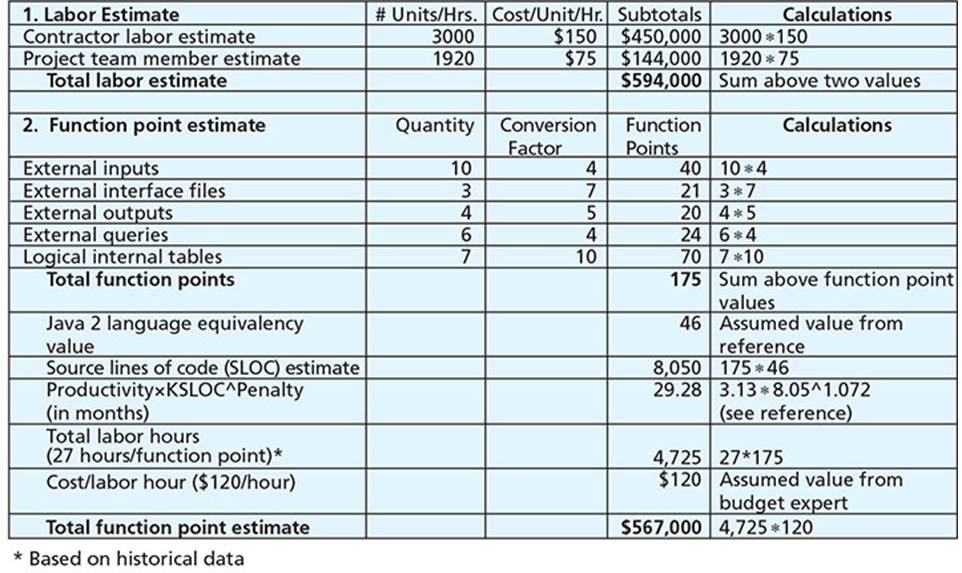 1. Labor Estimate # Units/Hrs. Cost/Unit/Hr. Subtotals Calculations
Contractor labor estimate 3000 $150 $450,000 3000*150
Project team member estimate 1920 $75 $144,000 1920*75
Total labor estimate $594,000 Sum above two values
2. Function point estimate Quantity Conversion Function Calculations
Factor Points
External inputs 10 4 40 10*4
External interface files 3 7 21 3*7
External outputs 4 5 20 4*5
External queries 6 4 24 6*4
Logical internal tables 7 10 70 7*10
Total function points 175 Sum above function point
values
Java 2 language equivalency 46 Assumed value from
value reference
Source lines of code (SLOC) estimate 8,050 175*46
Productivity×KSLOC^Penalty 29.28 3.13*8.05^1.072
(in months) (see reference)
Total labor hours
(27 hours/function point)* 4,725 27*175
Cost/labor hour ($120/hour) $120 Assumed value from
budget expert
Total function point estimate $567,000 4,725*120
* Based on historical data